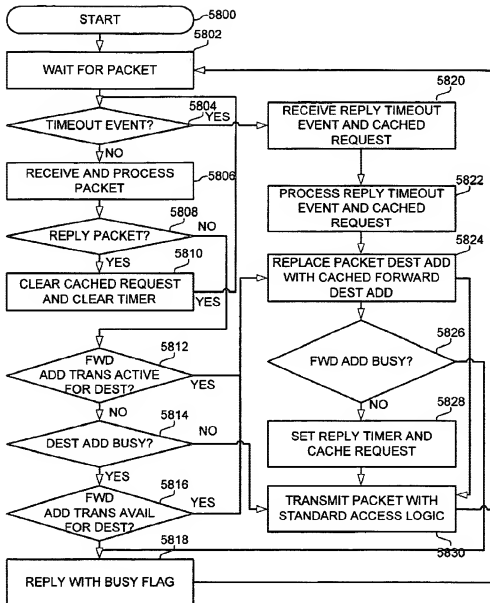 START
5800
5802
WAIT FOR PACKET
5804
TIMEOUT EVENT?
YES
NO
RECEIVE AND PROCESS
PACKET
5806
5808
REPLY PACKET?
NO
YES
5810
CLEAR CACHED REQUEST
AND CLEAR TIMER
YES
5812
FWD
ADD TRANS ACTIVE
FOR DEST?
YES
NO
5814
DEST ADD BUSY?
NO
YES
5816
FWD
ADD TRANS AVAIL
FOR DEST?
YES
5818
REPLY WITH BUSY FLAG
5820
RECEIVE REPLY TIMEOUT
EVENT AND CACHED
REQUEST
5822
PROCESS REPLY TIMEOUT
EVENT AND CACHED
REQUEST
5824
REPLACE PACKET DEST ADD
WITH CACHED FORWARD
DEST ADD
5826
FWD ADD BUSY?
NO
5828
SET REPLY TIMER AND
CACHE REQUEST
TRANSMIT PACKET WITH
STANDARD ACCESS LOGIC
5830